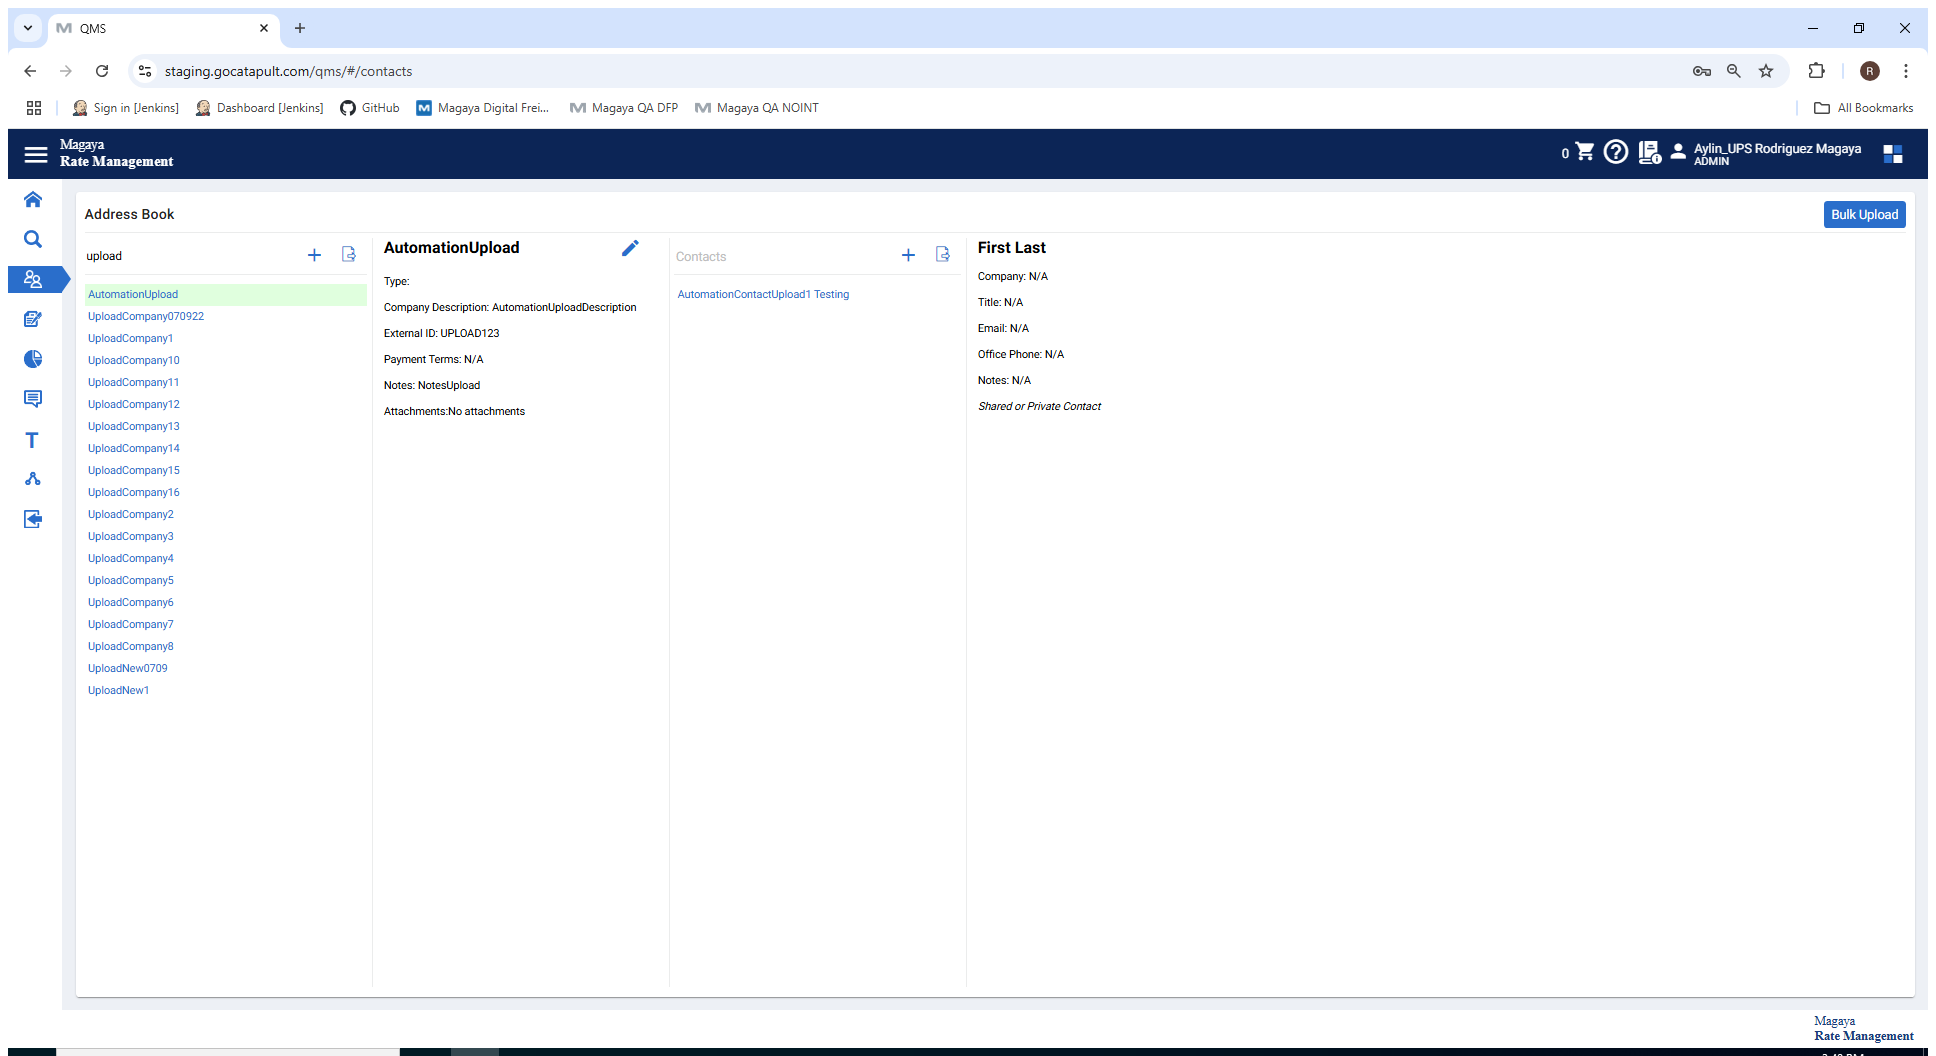 QMS
staging.gocatapult.com/qms/#/contacts
R
Sign in [Jenkins]
Dashboard [Jenkins]
GitHub
Magaya Digital Frei...
Magaya QA DFP
Magaya QA NOINT
All Bookmarks
Magaya
Rate Management
0
Aylin_UPS Rodriguez Magaya
ADMIN
Address Book
Bulk Upload
upload
AutomationUpload
UploadCompany070922
UploadCompany1
UploadCompany10
UploadCompany11
UploadCompany12
UploadCompany13
UploadCompany14
UploadCompany15
UploadCompany16
UploadCompany2
UploadCompany3
UploadCompany4
UploadCompany5
UploadCompany6
UploadCompany7
UploadCompany8
UploadNew0709
UploadNew1
AutomationUpload
Type:
Company Description: AutomationUploadDescription
External ID: UPLOAD123
Payment Terms: N/A
Notes: NotesUpload
Attachments:No attachments
Contacts
AutomationContactUpload1 Testing
First Last
Company: N/A
Title: N/A
Email: N/A
Office Phone: N/A
Notes: N/A
Shared or Private Contact
Magaya
Rate Management